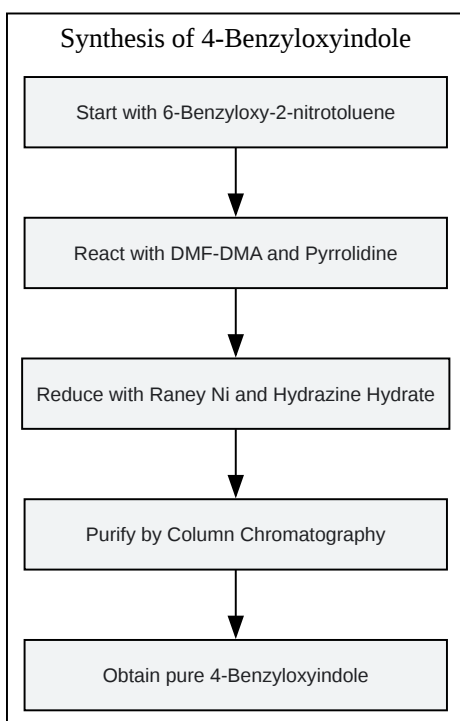 Synthesis of 4-Benzyloxyindole
Start with 6-Benzyloxy-2-nitrotoluene
React with DMF-DMA and Pyrrolidine
Reduce with Raney Ni and Hydrazine Hydrate
Purify by Column Chromatography
Obtain pure 4-Benzyloxyindole